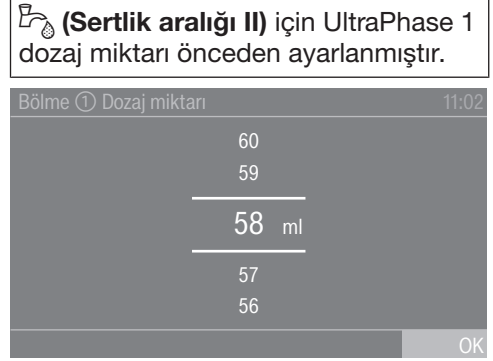 (Sertlik aralığı II) için UltraPhase 1
dozaj miktarı önceden ayarlanmıştır.
Bölme ① Dozaj miktarı 11:02
60
59
58 ml
57
56
OK